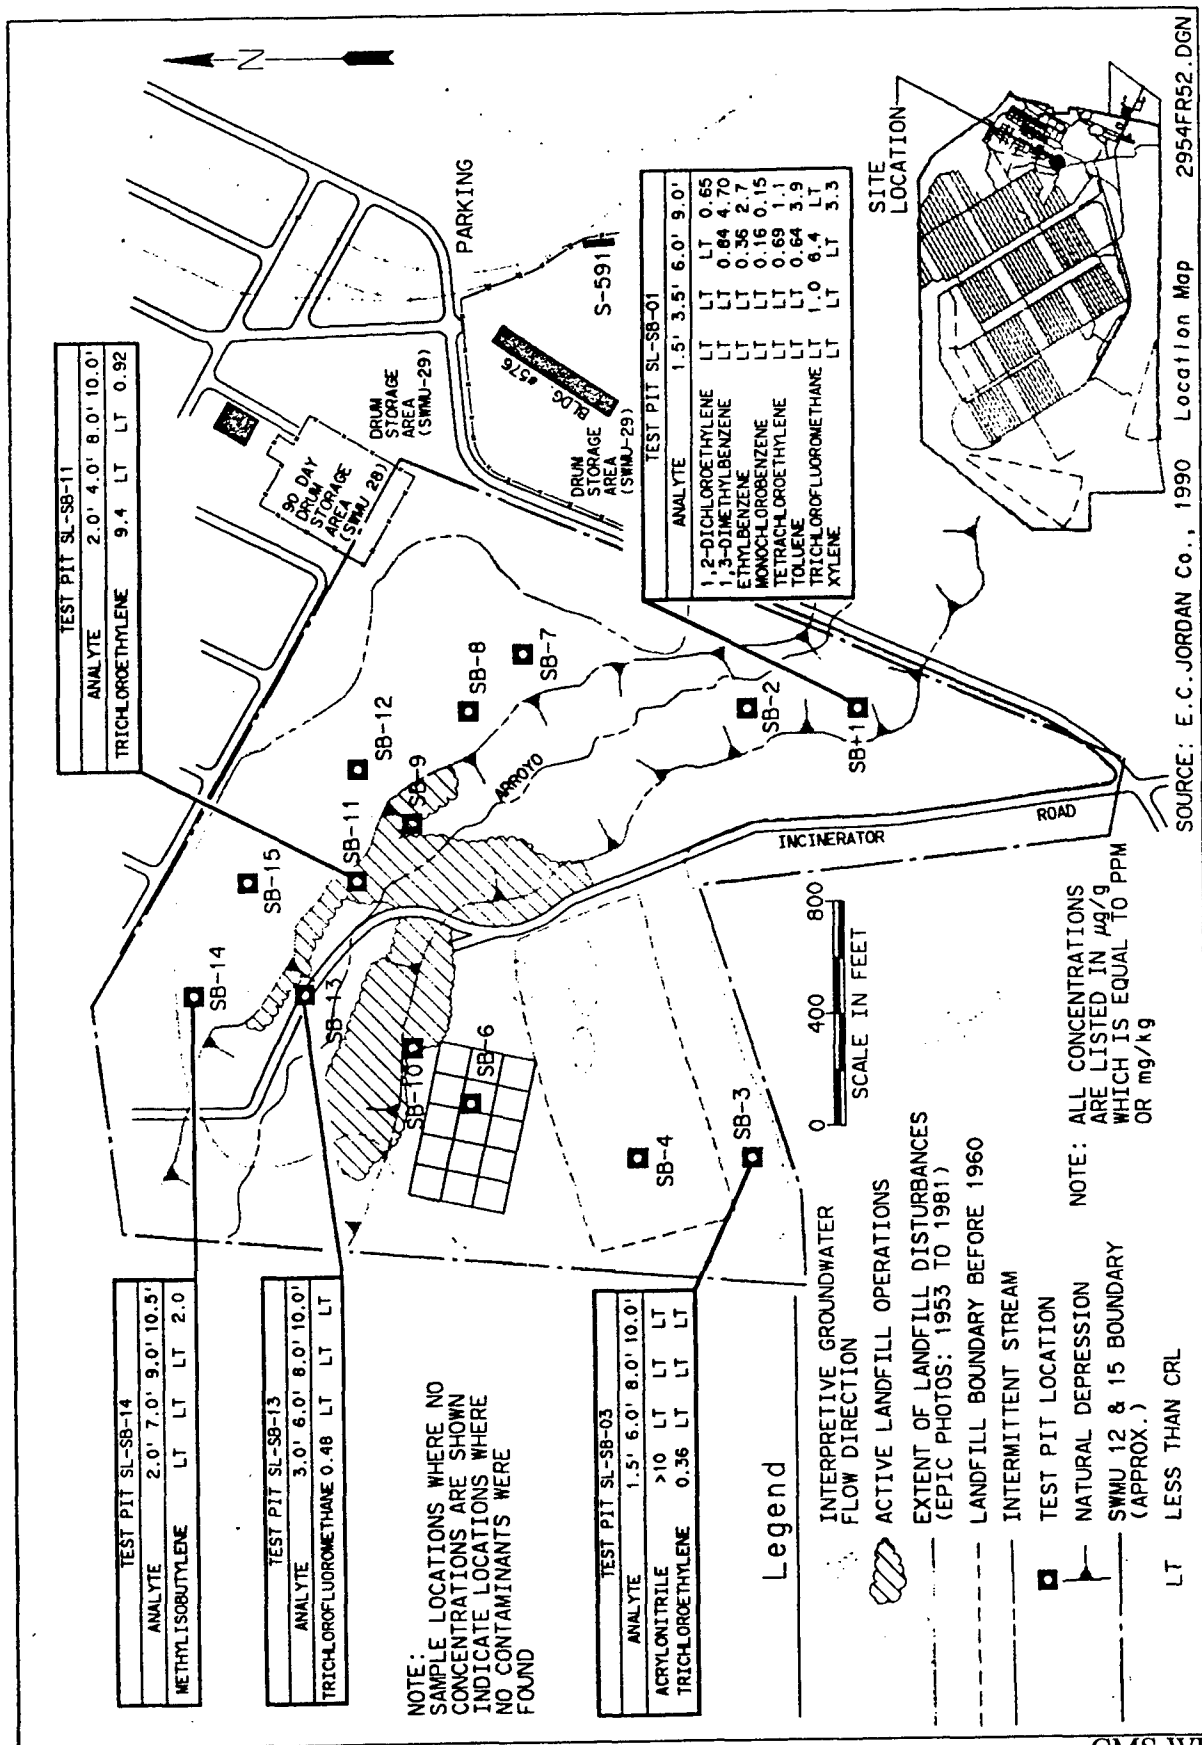 TEST PIT SL-SB-14
ANALYTE 2.0' 7.0' 9.0' 10.5'
METHYLISOBUTYLENE LT LT LT 2.0
TEST PIT SL-SB-13
ANALYTE 3.0' 6.0' 8.0' 10.0'
TRICHLOROFLUOROMETHANE 0.48 LT LT LT
NOTE:
SAMPLE LOCATIONS WHERE NO
CONCENTRATIONS ARE SHOWN
INDICATE LOCATIONS WHERE
NO CONTAMINANTS WERE
FOUND
TEST PIT SL-SB-03
ANALYTE 1.5' 6.0' 8.0' 10.0'
ACRYLONITRILE >10 LT LT LT
TRICHLOROETHYLENE 0.36 LT LT LT
TEST PIT SL-SB-11
ANALYTE 2.0' 4.0' 8.0' 10.0'
TRICHLOROETHYLENE 9.4 LT LT 0.92
TEST PIT SL-SB-01
ANALYTE 1.5' 3.5' 6.0' 9.0'
1,2-DICHLOROETHYLENE LT LT LT 0.65
1,3-DIMETHYLBENZENE LT LT 0.84 4.70
ETHYLBENZENE LT LT 0.36 2.7
MONOCHLOROBENZENE LT LT 0.16 0.15
TETRACHLOROETHYLENE LT LT 0.69 1.1
TOLUENE LT LT 0.64 3.9
TRICHLOROFLUOROMETHANE LT 1.0 6.4 LT
XYLENE LT LT LT 3.3
N
PARKING
90 DAY
DRUM
STORAGE
AREA
(SWMU 28)
DRUM
STORAGE
AREA
(SWMU-29)
BLDG. #576
S-591
DRUM
STORAGE
AREA
(SWMU-29)
SB-14
SB-15
SB-13
SB-11
SB-12
SB-9
SB-8
SB-7
SB-10
SB-6
SB-4
SB-3
SB-2
SB-1
ARROYO
INCINERATOR
ROAD
SITE
LOCATION
0 400 800
SCALE IN FEET
Legend
INTERPRETIVE GROUNDWATER
FLOW DIRECTION
ACTIVE LANDFILL OPERATIONS
EXTENT OF LANDFILL DISTURBANCES
(EPIC PHOTOS: 1953 TO 1981)
LANDFILL BOUNDARY BEFORE 1960
INTERMITTENT STREAM
TEST PIT LOCATION
NATURAL DEPRESSION
SWMU 12 & 15 BOUNDARY
(APPROX.)
LT LESS THAN CRL
NOTE: ALL CONCENTRATIONS
ARE LISTED IN µg/g
WHICH IS EQUAL TO PPM
OR mg/kg
SOURCE: E.C.JORDAN Co., 1990 Location Map 2954FR52.DGN